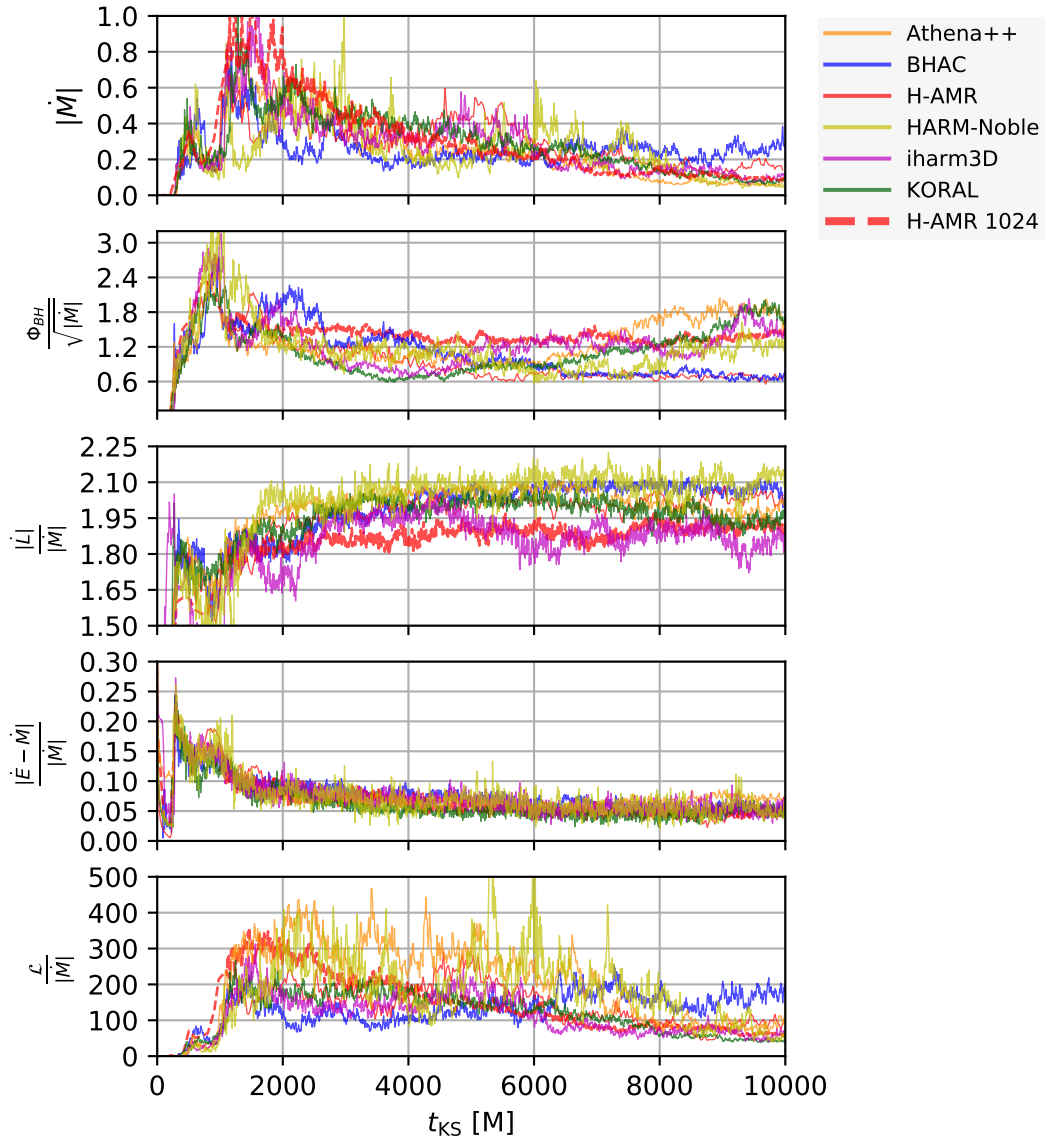 1.0
0.8
0.6
0.4
0.2
0.0
|Ṁ|
Athena++
BHAC
H-AMR
HARM-Noble
iharm3D
KORAL
H-AMR 1024
3.0
2.4
1.8
1.2
0.6
Φ_BH / √|Ṁ|
2.25
2.10
1.95
1.80
1.65
1.50
|L̇| / |Ṁ|
0.30
0.25
0.20
0.15
0.10
0.05
0.00
|Ė − Ṁ| / |Ṁ|
500
400
300
200
100
0
ℒ / |Ṁ|
0 2000 4000 6000 8000 10000
t_KS [M]